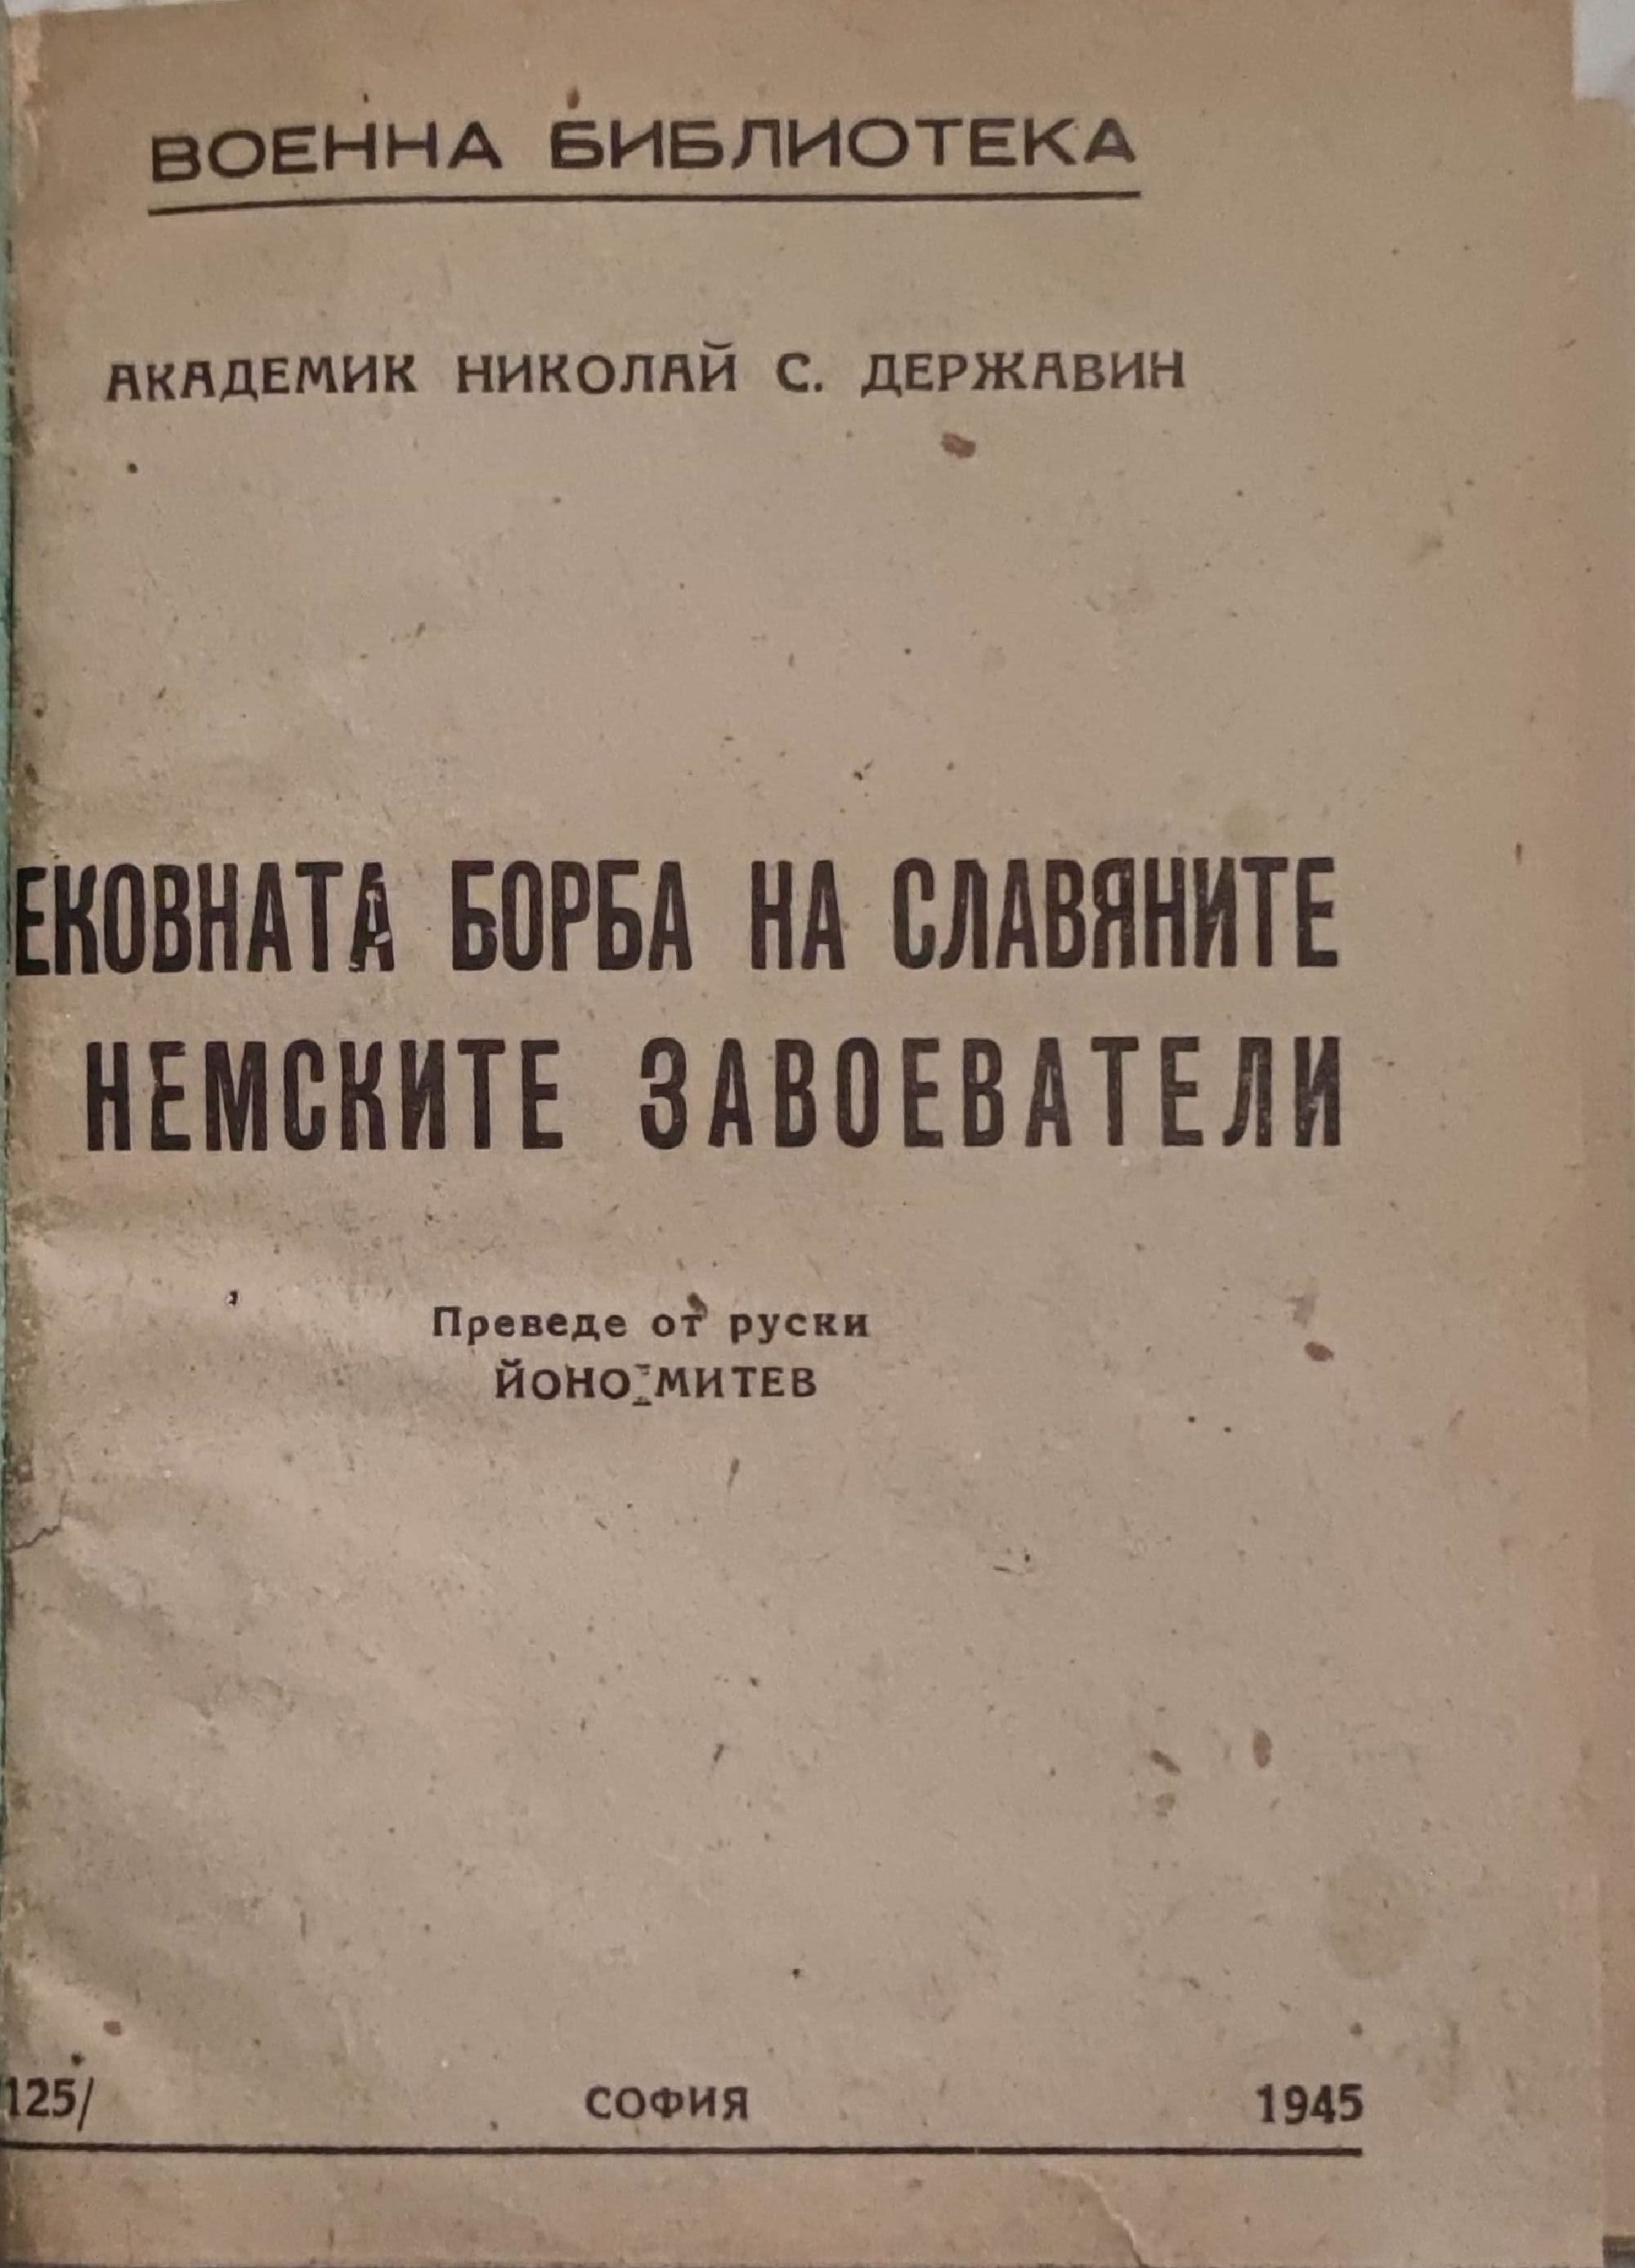 ВОЕННА БИБЛИОТЕКА
АКАДЕМИК НИКОЛАЙ С. ДЕРЖАВИН
ЕКОВНАТА БОРБА НА СЛАВЯНИТЕ
НЕМСКИТЕ ЗАВОЕВАТЕЛИ
Преведе от руски
ЙОНО МИТЕВ
125/ СОФИЯ 1945